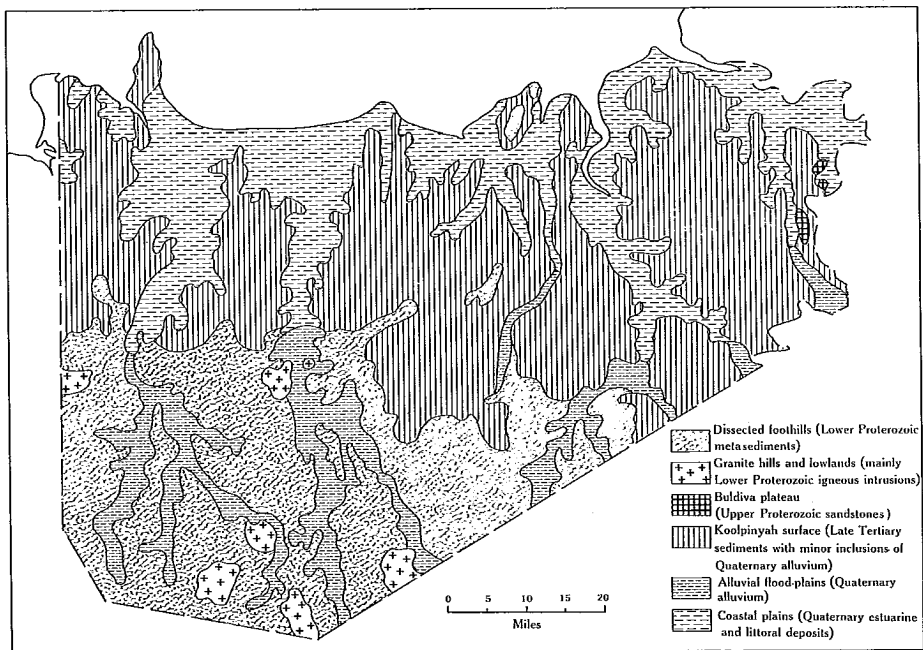 Dissected foothills (Lower Proterozoic
metasediments)
Granite hills and lowlands (mainly
Lower Proterozoic igneous intrusions)
Buldiva plateau
(Upper Proterozoic sandstones)
Koolpinyah surface (Late Tertiary
sediments with minor inclusions of
Quaternary alluvium)
Alluvial flood-plains (Quaternary
alluvium)
Coastal plains (Quaternary estuarine
and littoral deposits)
0 5 10 15 20
Miles